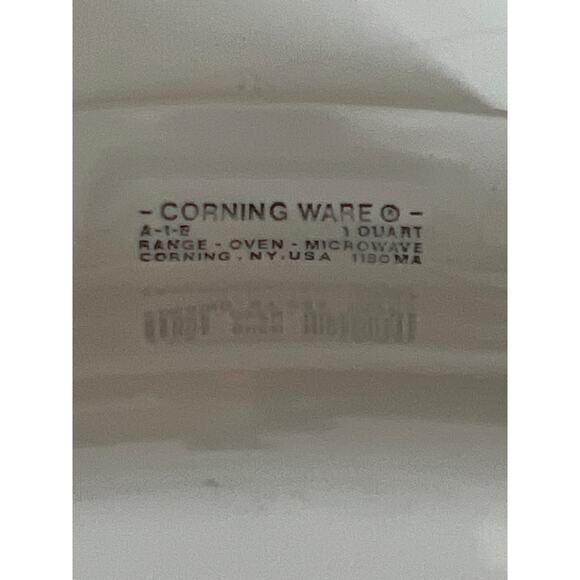 - CORNING WARE ® -
A-1-B 1 QUART
RANGE - OVEN - MICROWAVE
CORNING, NY, USA 1180 MA